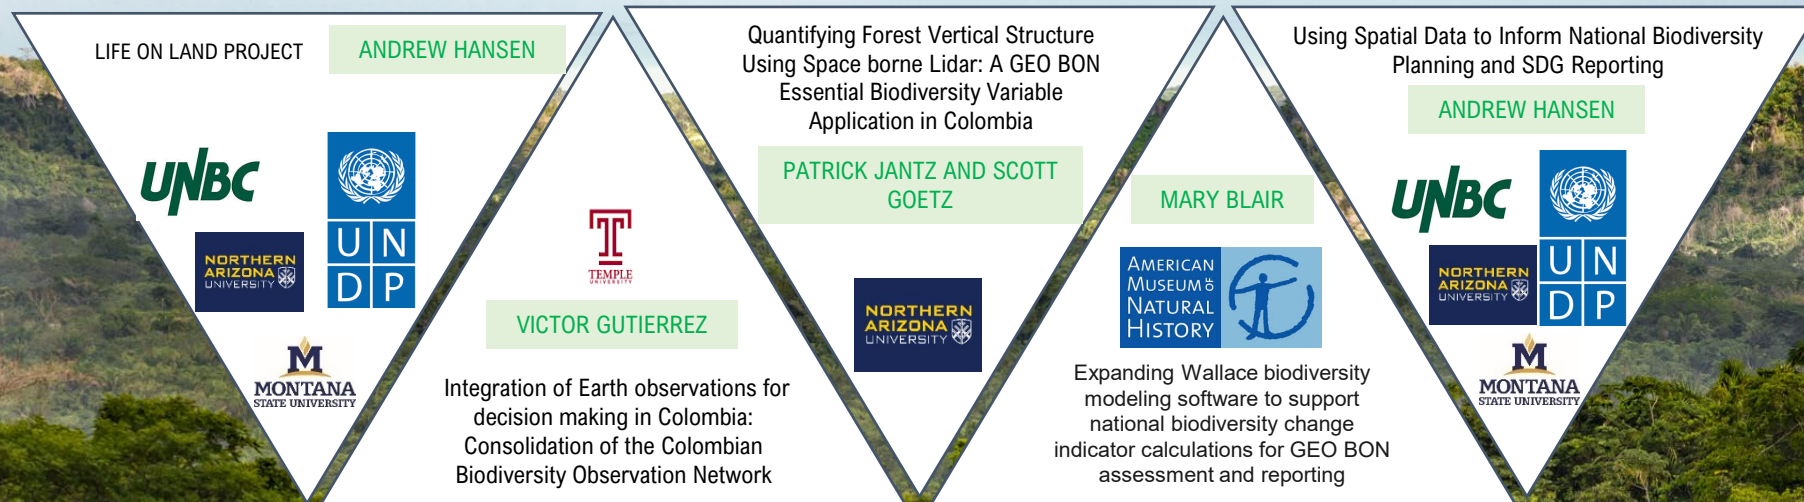 LIFE ON LAND PROJECT
ANDREW HANSEN
UNBC
U N
D P
NORTHERN
ARIZONA
UNIVERSITY
M
MONTANA
STATE UNIVERSITY
T
TEMPLE
UNIVERSITY
VICTOR GUTIERREZ
Integration of Earth observations for
decision making in Colombia:
Consolidation of the Colombian
Biodiversity Observation Network
Quantifying Forest Vertical Structure
Using Space borne Lidar: A GEO BON
Essential Biodiversity Variable
Application in Colombia
PATRICK JANTZ AND SCOTT
GOETZ
NORTHERN
ARIZONA
UNIVERSITY
MARY BLAIR
AMERICAN
MUSEUM OF
NATURAL
HISTORY
Expanding Wallace biodiversity
modeling software to support
national biodiversity change
indicator calculations for GEO BON
assessment and reporting
Using Spatial Data to Inform National Biodiversity
Planning and SDG Reporting
ANDREW HANSEN
UNBC
U N
D P
NORTHERN
ARIZONA
UNIVERSITY
M
MONTANA
STATE UNIVERSITY